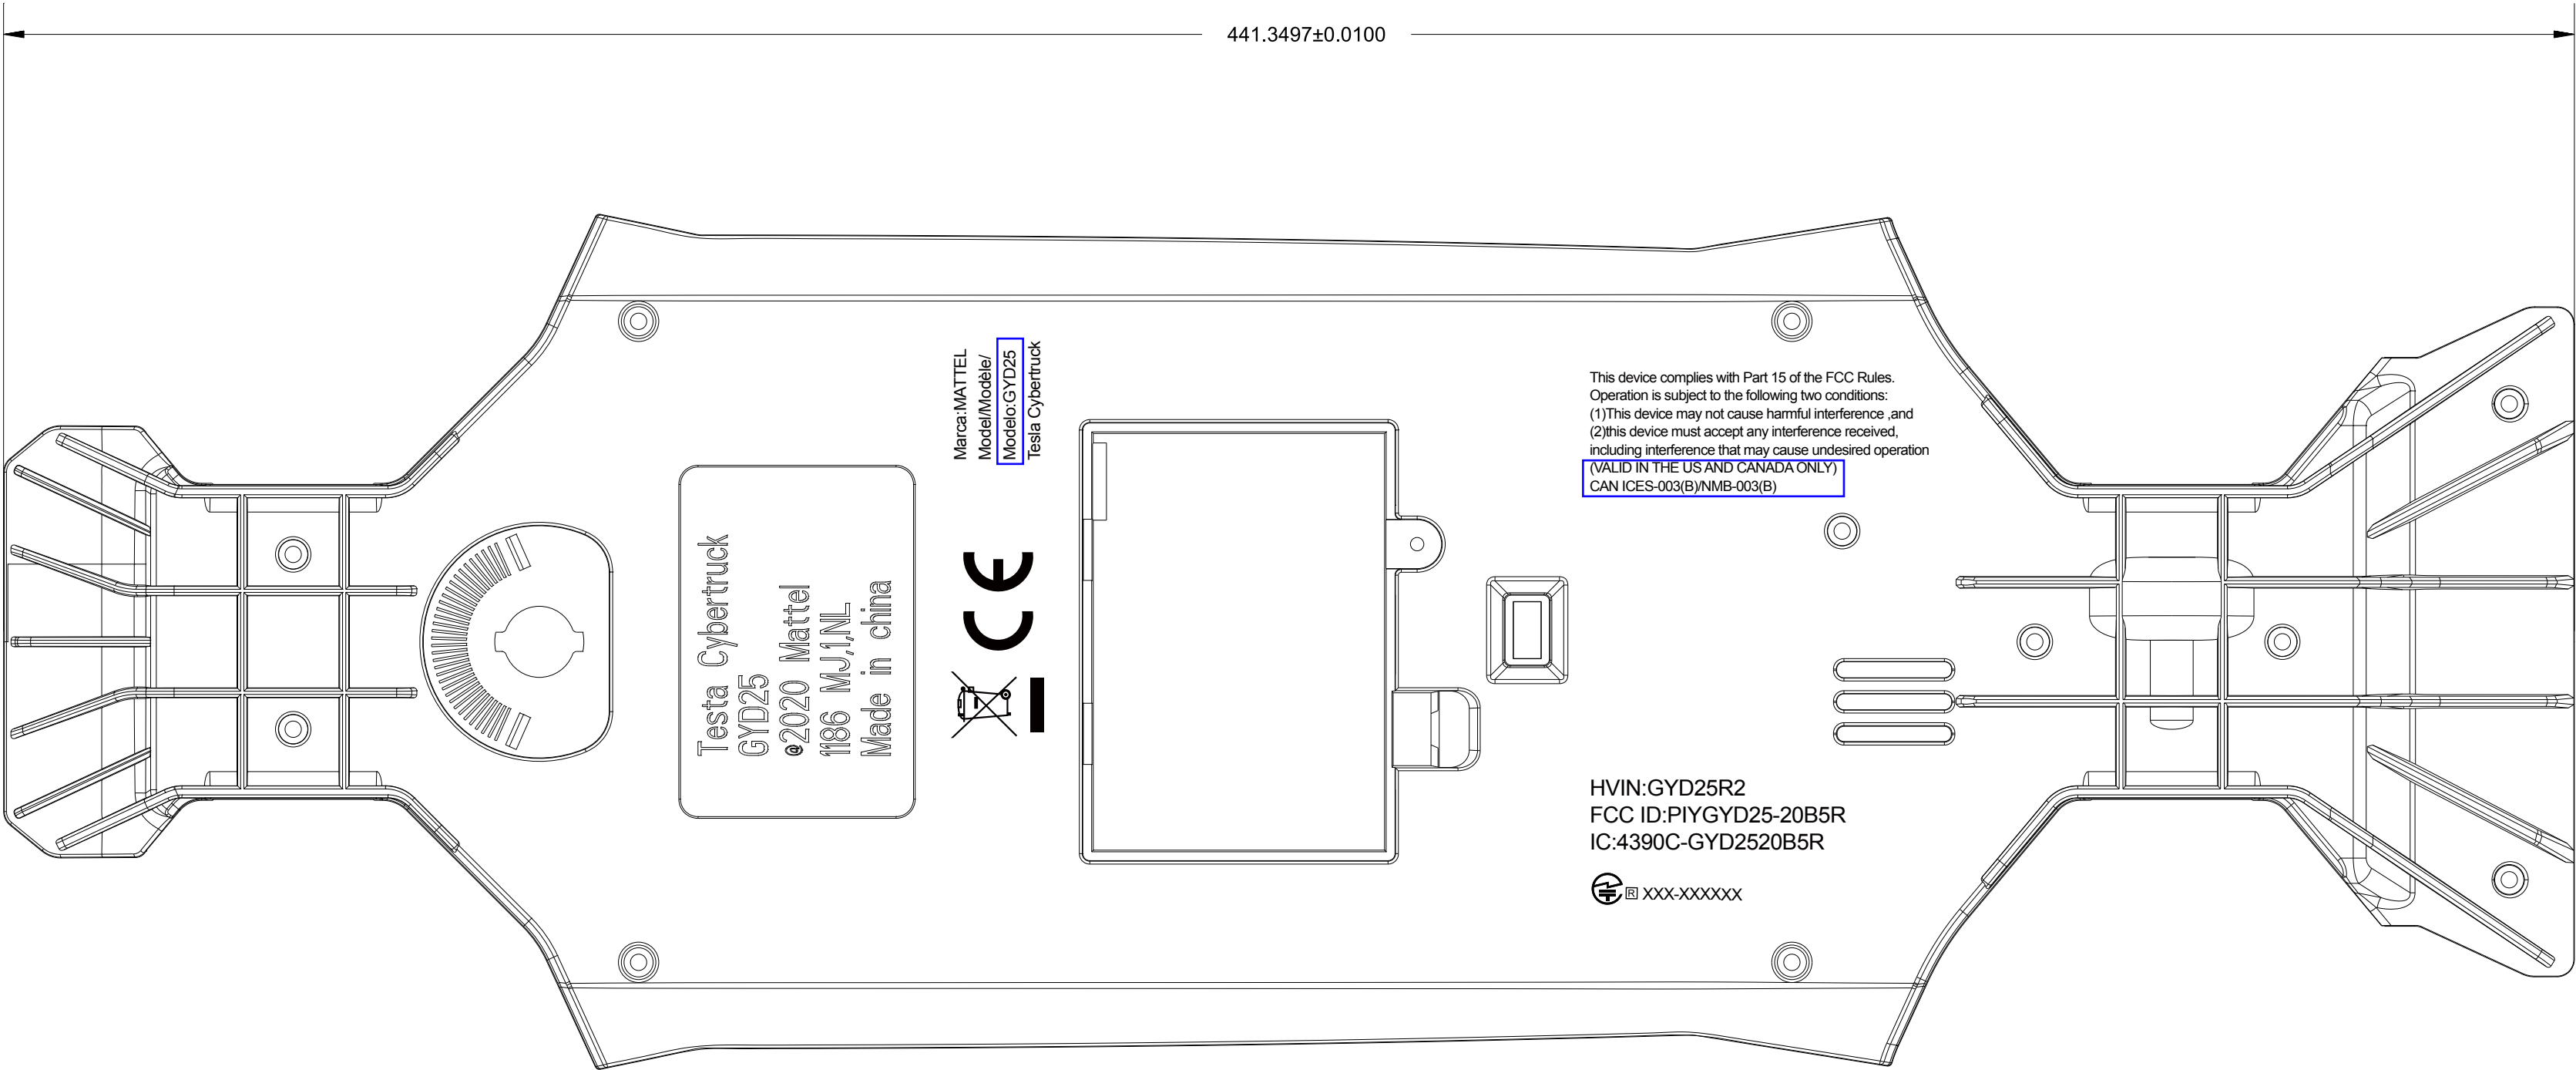 441.3497±0.0100
Marca:MATTEL
Model/Modèle/
Modelo:GYD25
Tesla Cybertruck
This device complies with Part 15 of the FCC Rules.
Operation is subject to the following two conditions:
(1)This device may not cause harmful interference ,and
(2)this device must accept any interference received,
including interference that may cause undesired operation
(VALID IN THE US AND CANADA ONLY)
CAN ICES-003(B)/NMB-003(B)
Testa Cybertruck
GYD25
@2020 Mattel
1186 MJ,1NL
Made in china
CE
HVIN:GYD25R2
FCC ID:PIYGYD25-20B5R
IC:4390C-GYD2520B5R
R XXX-XXXXXX